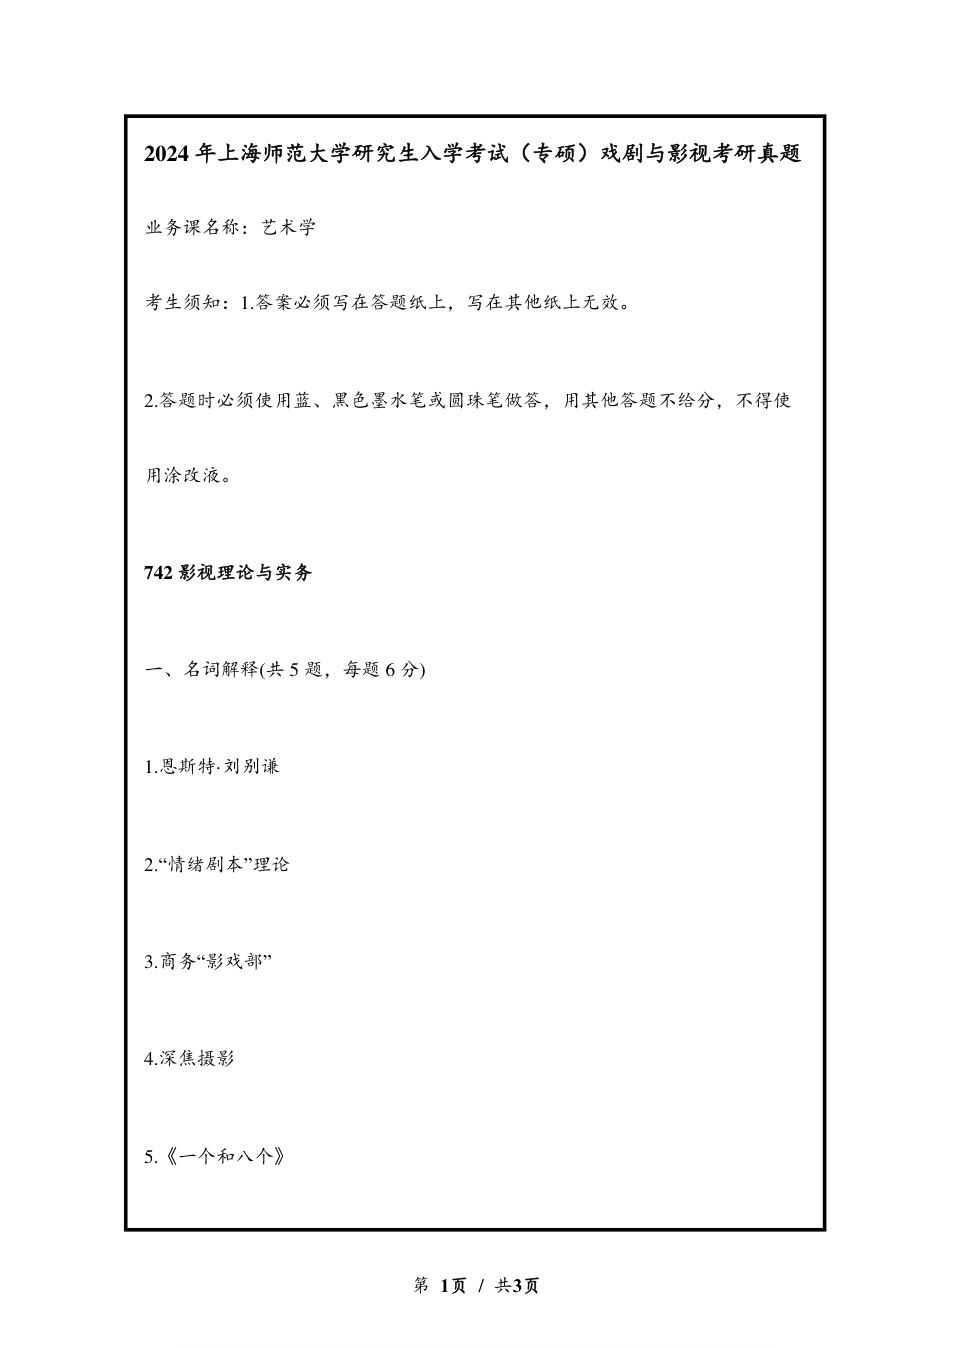 2024 年上海师范大学研究生入学考试（专硕）戏剧与影视考研真题
业务课名称：艺术学
考生须知：1.答案必须写在答题纸上，写在其他纸上无效。
2.答题时必须使用蓝、黑色墨水笔或圆珠笔做答，用其他答题不给分，不得使
用涂改液。
742 影视理论与实务
一、名词解释(共 5 题，每题 6 分)
1.恩斯特·刘别谦
2.“情绪剧本”理论
3.商务“影戏部”
4.深焦摄影
5.《一个和八个》
第 1页 / 共3页